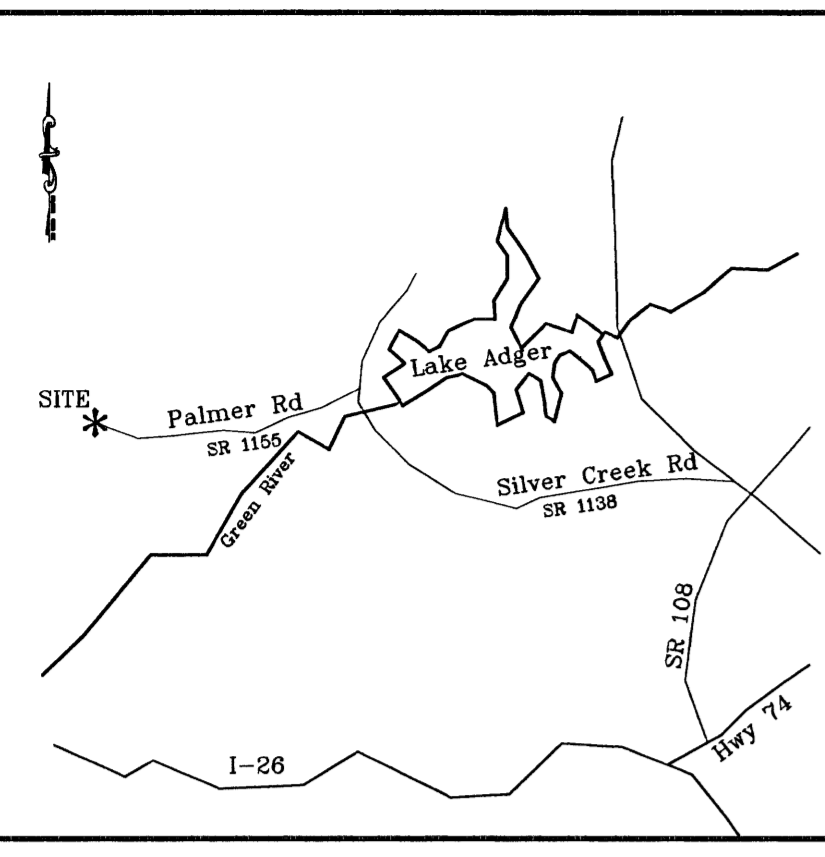 Lake Adger
SITE
Palmer Rd
SR 1155
Green River
Silver Creek Rd
SR 1138
SR 108
Hwy 74
I-26